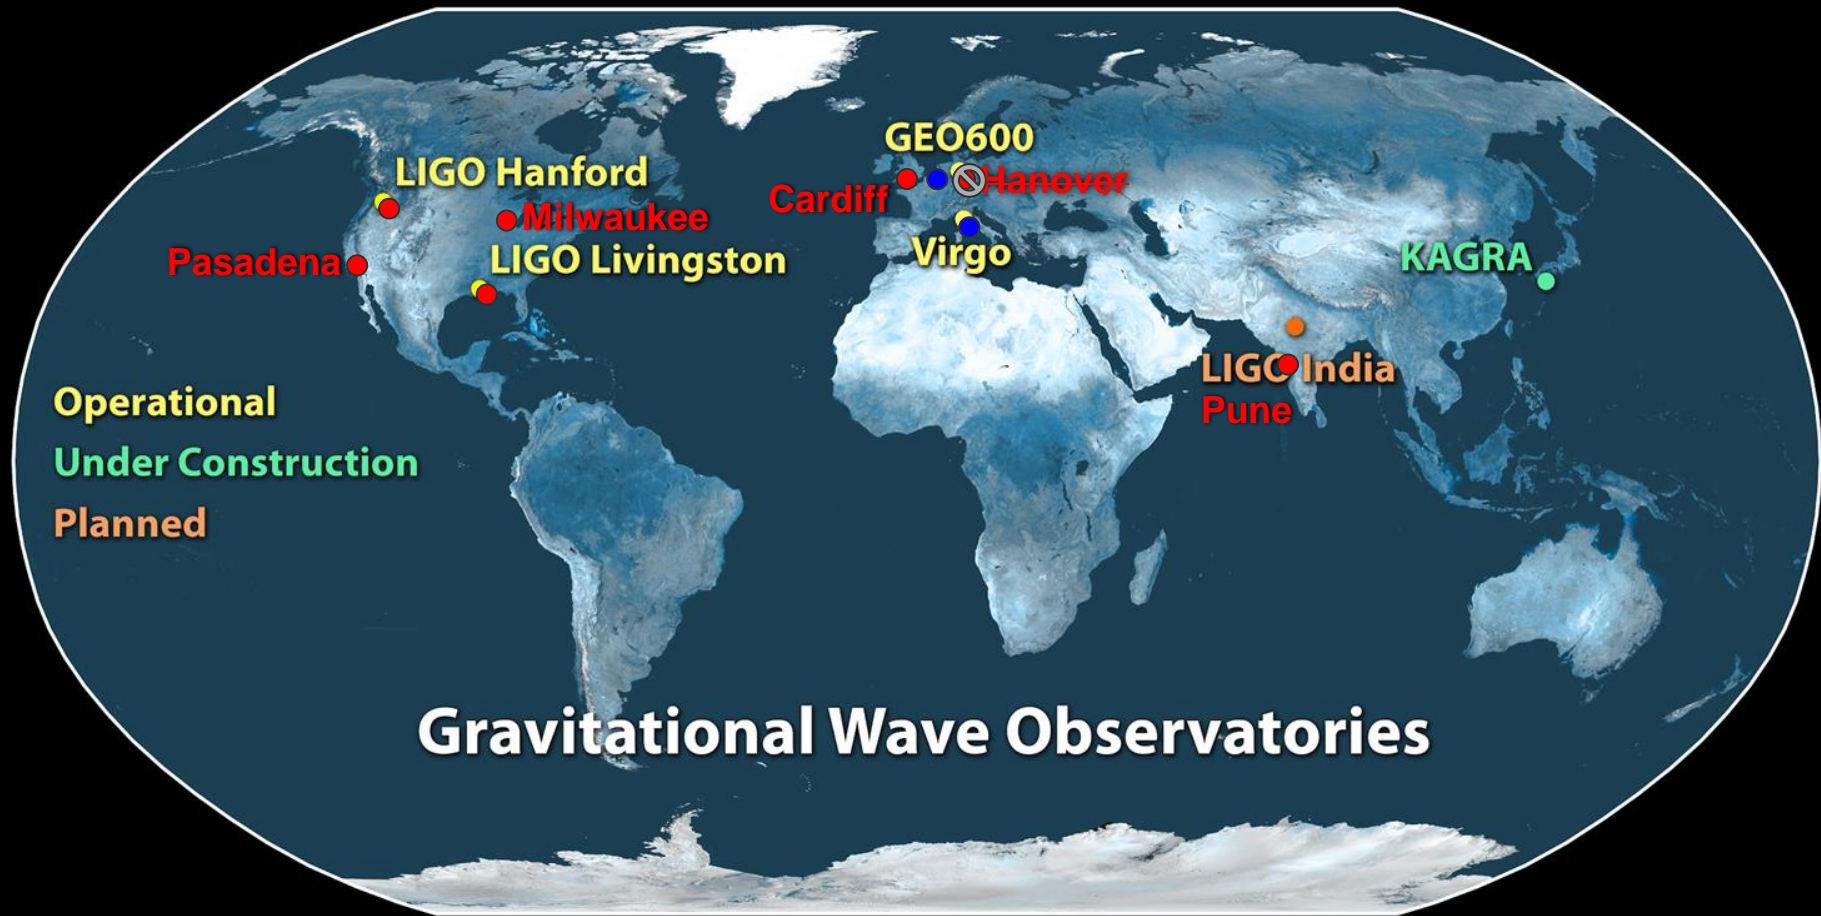 GEO600
LIGO Hanford
Hanover
Cardiff
Milwaukee
Pasadena
LIGO Livingston
Virgo
KAGRA
LIGO India
Pune
Operational
Under Construction
Planned
Gravitational Wave Observatories